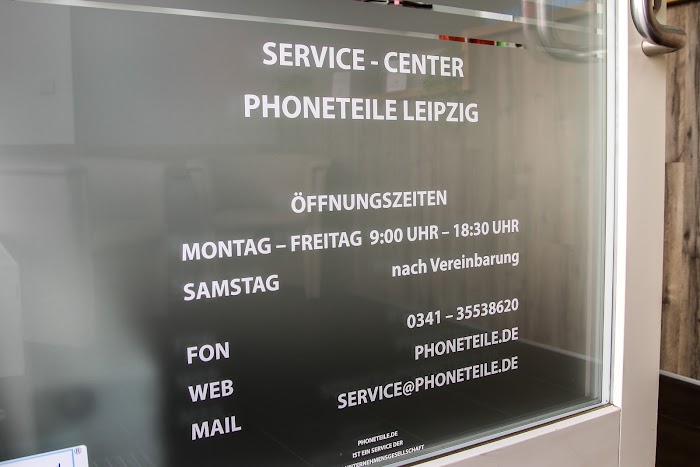 SERVICE - CENTER
PHONETEILE LEIPZIG
ÖFFNUNGSZEITEN
MONTAG – FREITAG 9:00 UHR – 18:30 UHR
SAMSTAG nach Vereinbarung
FON 0341 – 35538620
WEB PHONETEILE.DE
MAIL SERVICE@PHONETEILE.DE
PHONETEILE.DE
IST EIN SERVICE DER
UNTERNEHMENSGESELLSCHAFT